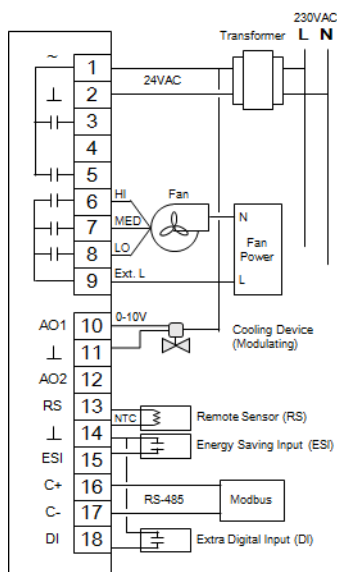 230VAC
Transformer L N
~ 1
24VAC
⊥ 2
3
4
5
6 HI Fan
7 MED N
8 LO Fan Power
9 Ext. L L
AO1 10 0-10V
⊥ 11 Cooling Device
(Modulating)
AO2 12
RS 13 Remote Sensor (RS)
NTC
⊥ 14 Energy Saving Input (ESI)
ESI 15
C+ 16
RS-485 Modbus
C- 17
DI 18 Extra Digital Input (DI)